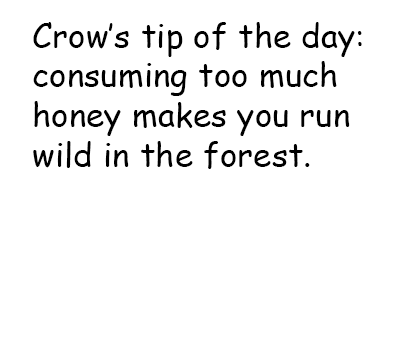 Crow's tip of the day:
consuming too much
honey makes you run
wild in the forest.